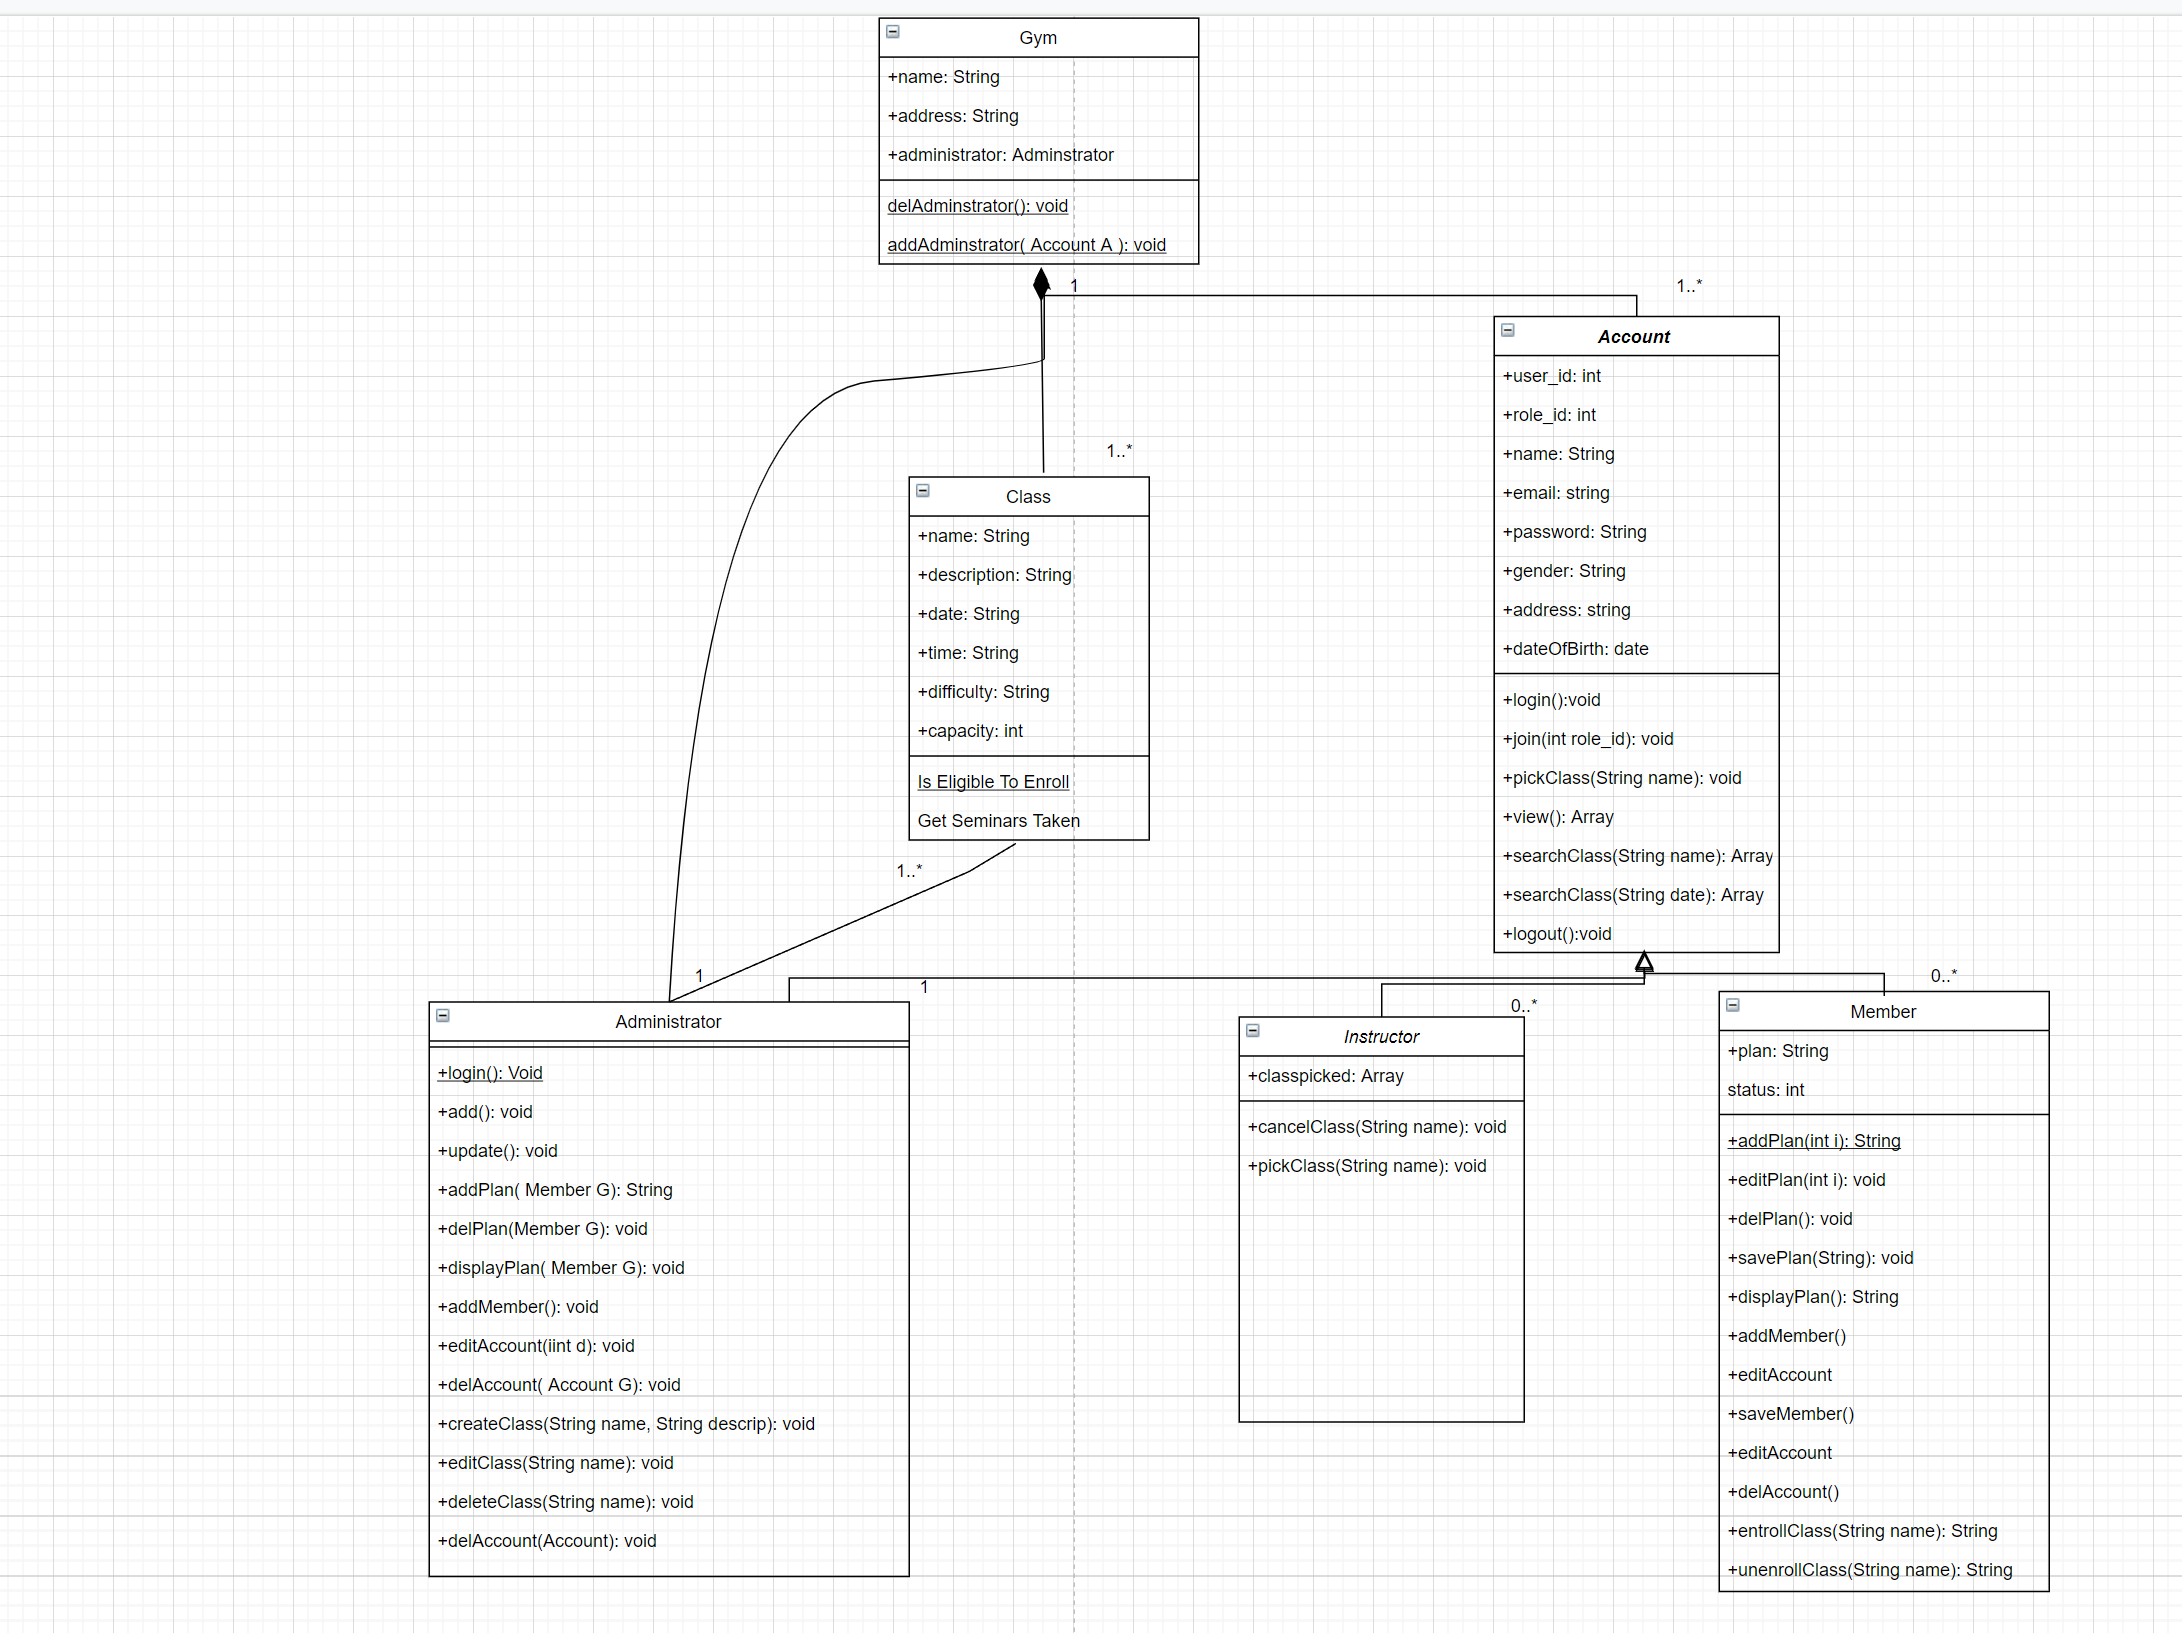 Gym
+name: String
+address: String
+administrator: Adminstrator
delAdminstrator(): void
addAdminstrator( Account A ): void
1
1..*
Account
+user_id: int
+role_id: int
+name: String
+email: string
+password: String
+gender: String
+address: string
+dateOfBirth: date
+login():void
+join(int role_id): void
+pickClass(String name): void
+view(): Array
+searchClass(String name): Array
+searchClass(String date): Array
+logout():void
1..*
Class
+name: String
+description: String
+date: String
+time: String
+difficulty: String
+capacity: int
Is Eligible To Enroll
Get Seminars Taken
1..*
1
1
0..*
0..*
Administrator
+login(): Void
+add(): void
+update(): void
+addPlan( Member G): String
+delPlan(Member G): void
+displayPlan( Member G): void
+addMember(): void
+editAccount(iint d): void
+delAccount( Account G): void
+createClass(String name, String descrip): void
+editClass(String name): void
+deleteClass(String name): void
+delAccount(Account): void
Instructor
+classpicked: Array
+cancelClass(String name): void
+pickClass(String name): void
Member
+plan: String
status: int
+addPlan(int i): String
+editPlan(int i): void
+delPlan(): void
+savePlan(String): void
+displayPlan(): String
+addMember()
+editAccount
+saveMember()
+editAccount
+delAccount()
+entrollClass(String name): String
+unenrollClass(String name): String